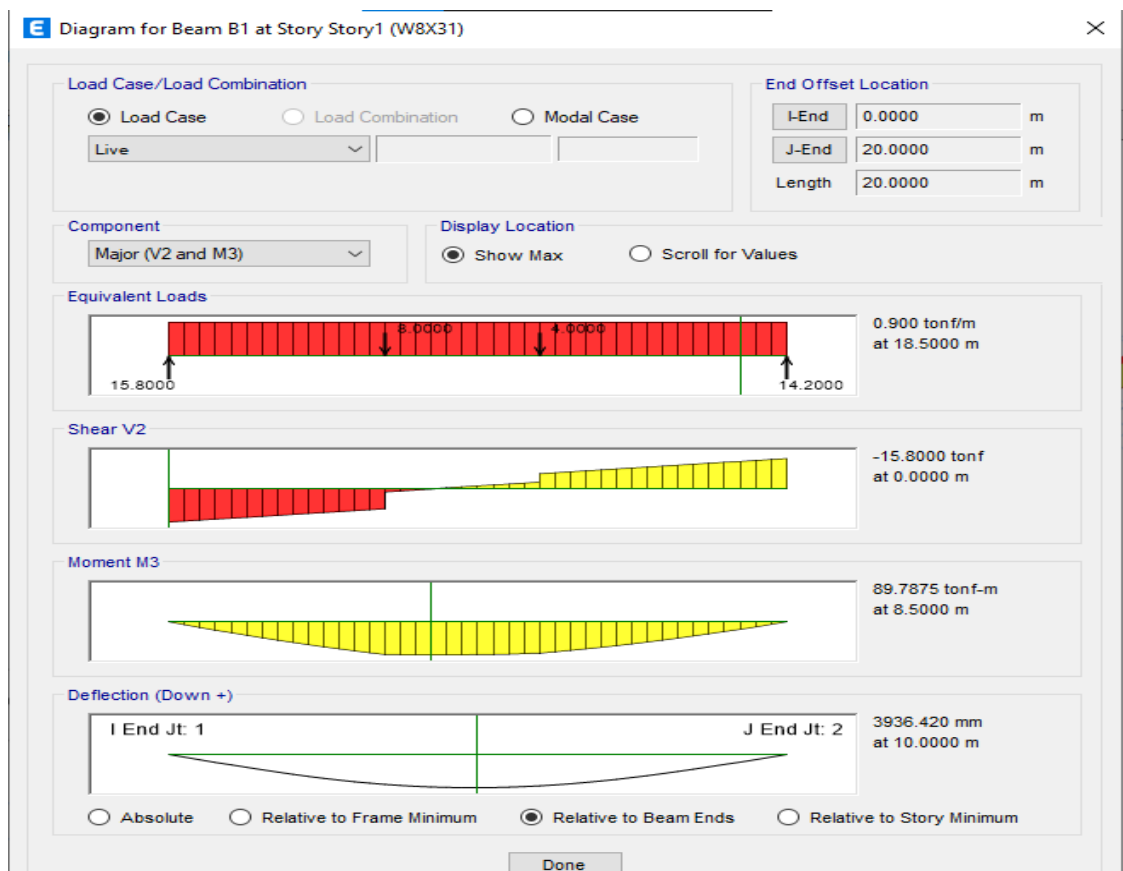 E Diagram for Beam B1 at Story Story1 (W8X31)
Load Case/Load Combination
Load Case Load Combination Modal Case
Live
End Offset Location
I-End 0.0000 m
J-End 20.0000 m
Length 20.0000 m
Component
Major (V2 and M3)
Display Location
Show Max Scroll for Values
Equivalent Loads
8.0000 4.0000
15.8000 14.2000
0.900 tonf/m
at 18.5000 m
Shear V2
-15.8000 tonf
at 0.0000 m
Moment M3
89.7875 tonf-m
at 8.5000 m
Deflection (Down +)
I End Jt: 1 J End Jt: 2
3936.420 mm
at 10.0000 m
Absolute Relative to Frame Minimum Relative to Beam Ends Relative to Story Minimum
Done